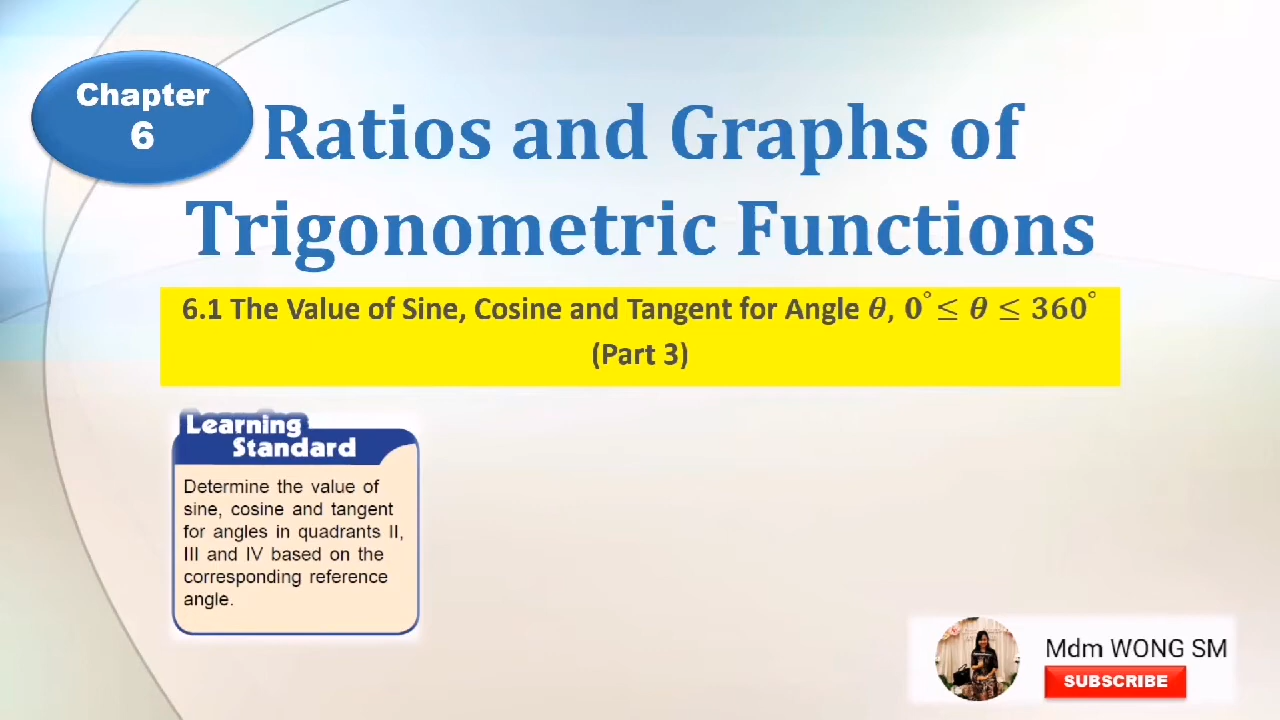 Chapter
6
Ratios and Graphs of
Trigonometric Functions
6.1 The Value of Sine, Cosine and Tangent for Angle θ, 0° ≤ θ ≤ 360°
(Part 3)
Learning
Standard
Determine the value of
sine, cosine and tangent
for angles in quadrants II,
III and IV based on the
corresponding reference
angle.
Mdm WONG SM
SUBSCRIBE